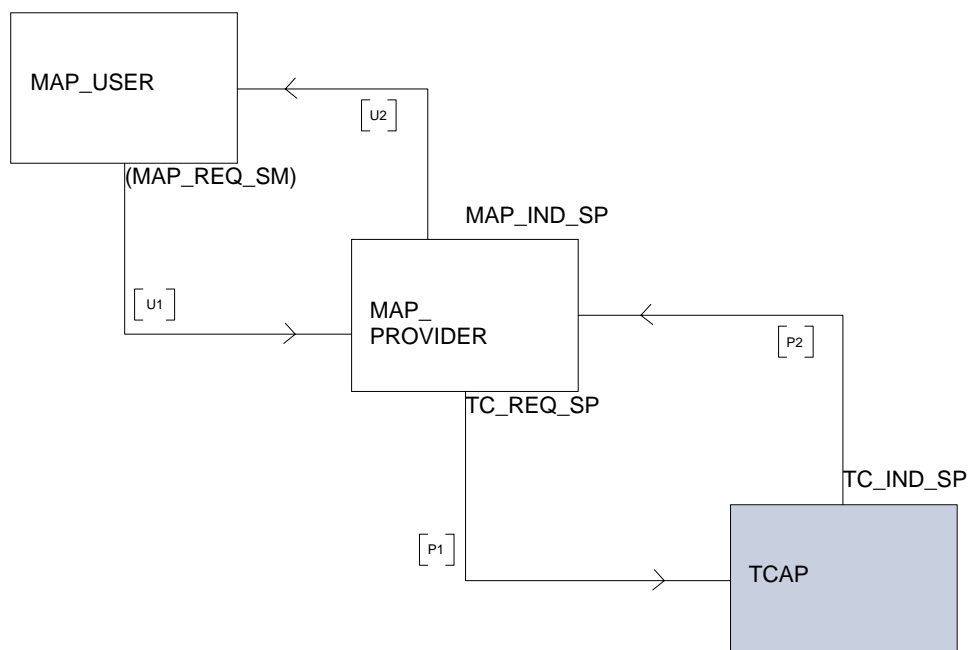 MAP_USER
[U2]
(MAP_REQ_SM)
MAP_IND_SP
[U1]
MAP_
PROVIDER
[P2]
TC_REQ_SP
TC_IND_SP
[P1]
TCAP